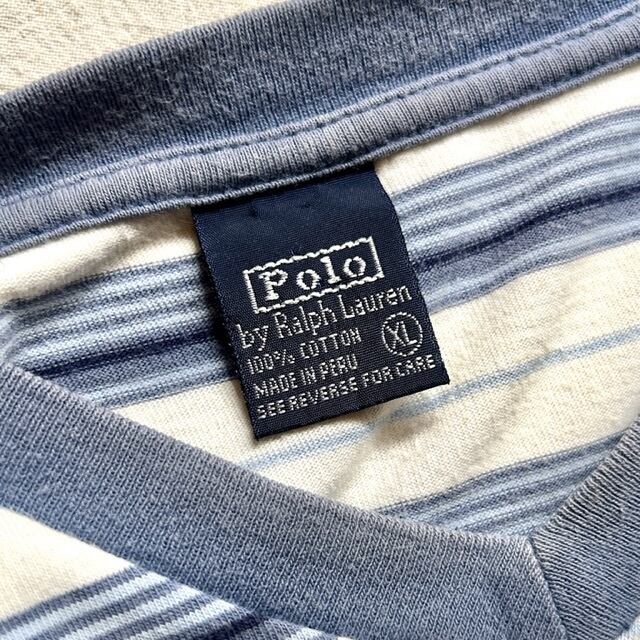 Polo
by Ralph Lauren
100% COTTON XL
MADE IN PERU
SEE REVERSE FOR CARE